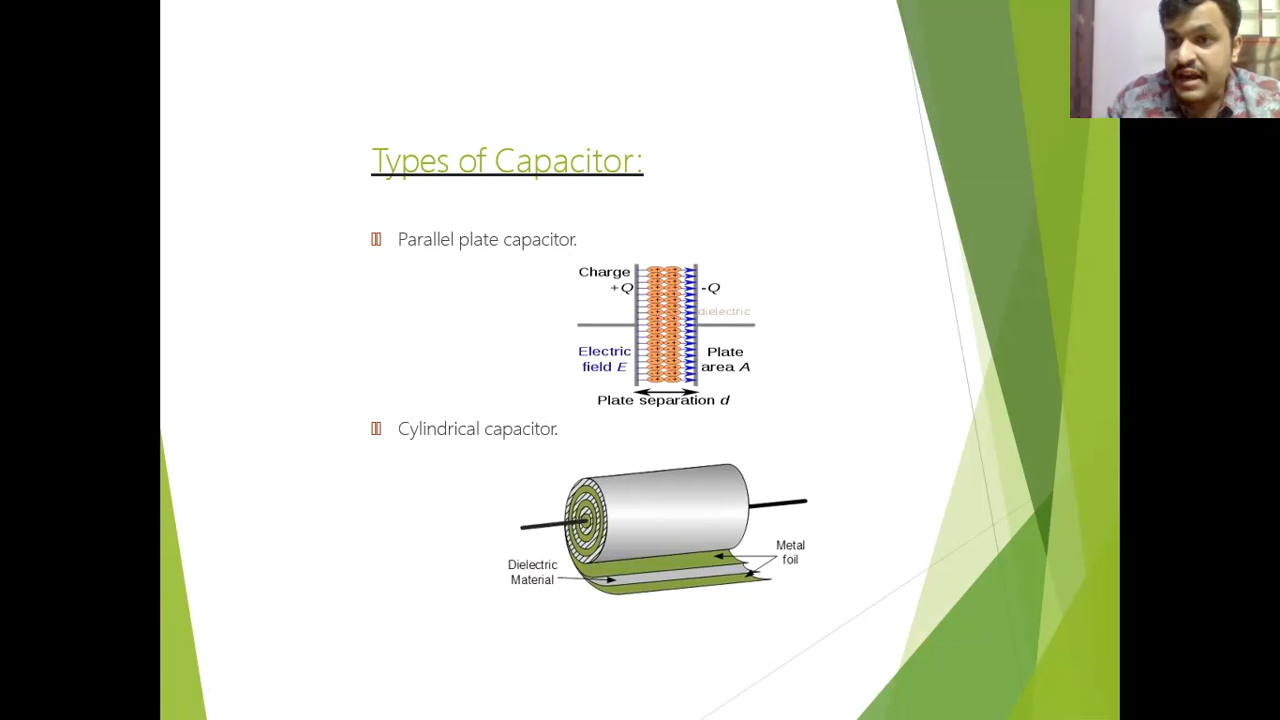 Types of Capacitor:
Parallel plate capacitor.
Charge
+Q
-Q
dielectric
Electric
field E
Plate
area A
Plate separation d
Cylindrical capacitor.
Dielectric
Material
Metal
foil